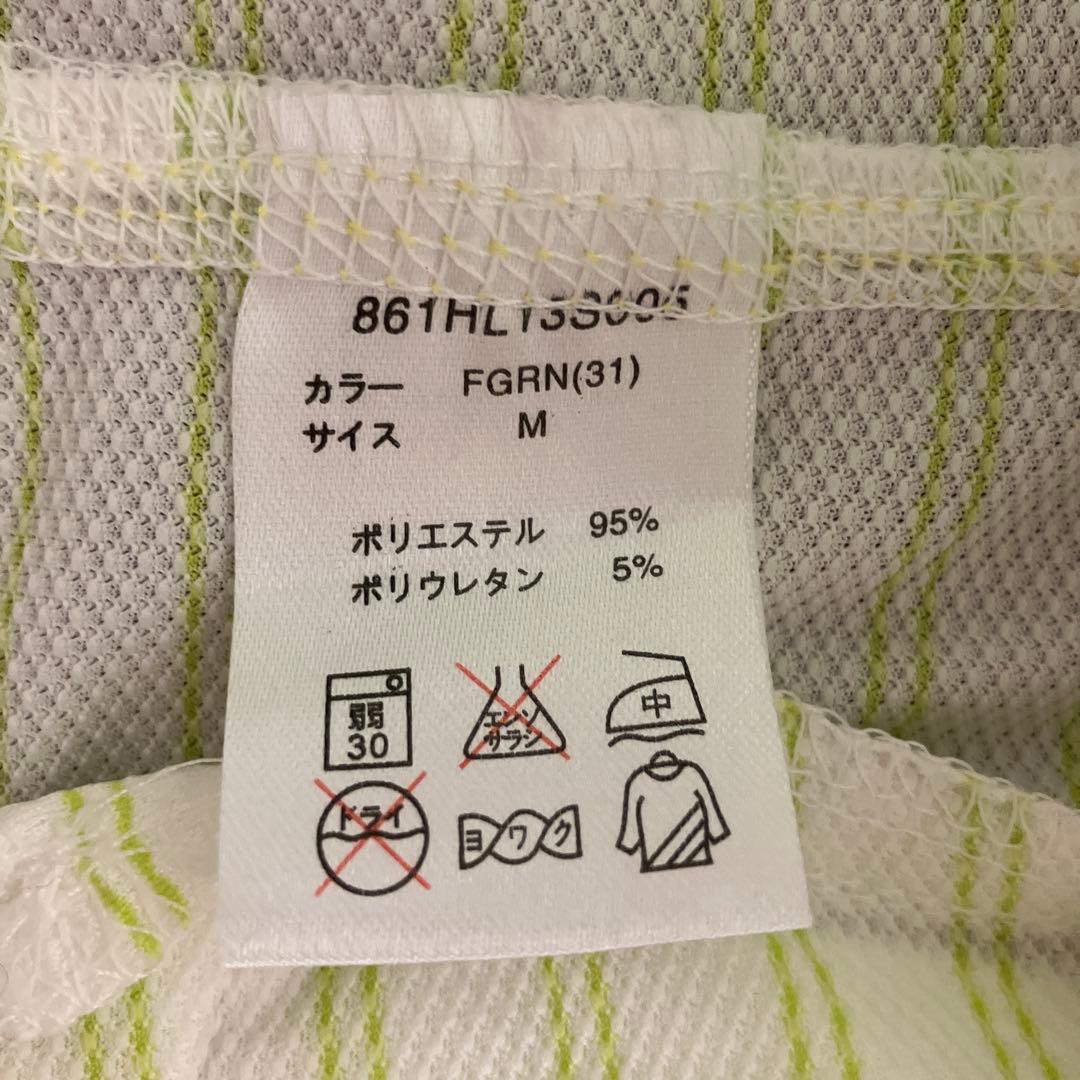 861HL13S005
カラー FGRN(31)
サイズ M
ポリエステル 95%
ポリウレタン 5%
弱
30
エンソ
サラシ
中
ドライ
ヨワク